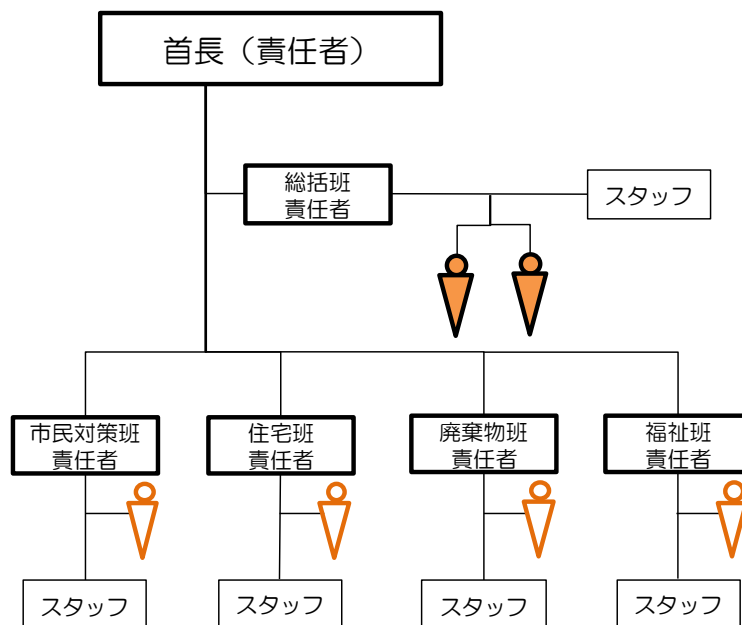 首長（責任者）
総括班
責任者
スタッフ
市民対策班
責任者
住宅班
責任者
廃棄物班
責任者
福祉班
責任者
スタッフ
スタッフ
スタッフ
スタッフ